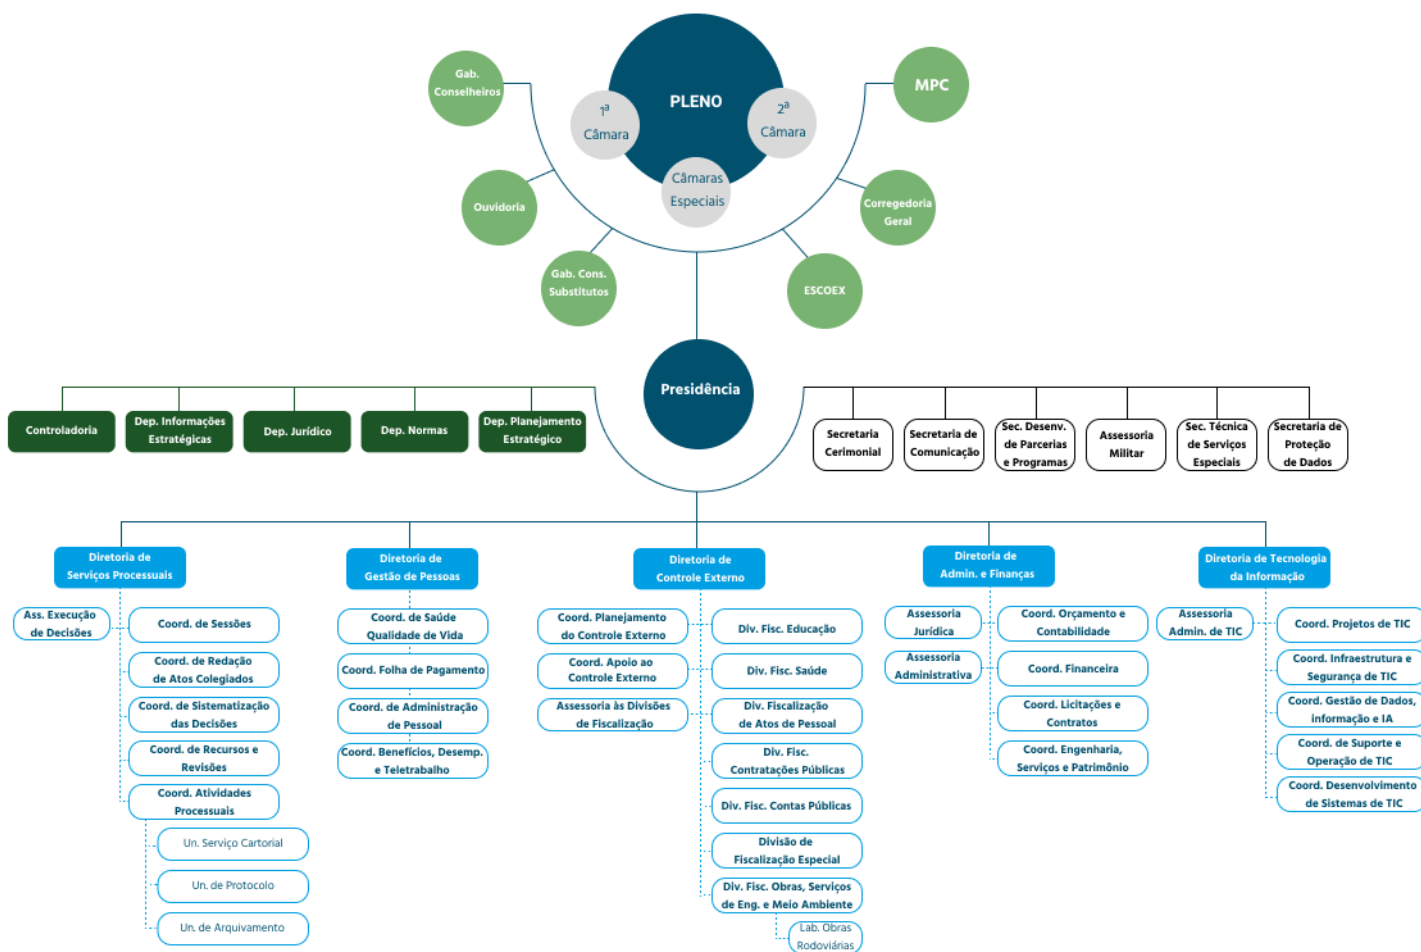 Gab.
Conselheiros
PLENO
MPC
1ª
Câmara
2ª
Câmara
Câmaras
Especiais
Ouvidoria
Corregedoria
Geral
Gab. Cons.
Substitutos
ESCOEX
Presidência
Controladoria
Dep. Informações
Estratégicas
Dep. Jurídico
Dep. Normas
Dep. Planejamento
Estratégico
Secretaria
Cerimonial
Secretaria de
Comunicação
Sec. Desenv.
de Parcerias
e Programas
Assessoria
Militar
Sec. Técnica
de Serviços
Especiais
Secretaria de
Proteção
de Dados
Diretoria de
Serviços Processuais
Ass. Execução
de Decisões
Coord. de Sessões
Coord. de Redação
de Atos Colegiados
Coord. de Sistematização
das Decisões
Coord. de Recursos e
Revisões
Coord. Atividades
Processuais
Un. Serviço Cartorial
Un. de Protocolo
Un. de Arquivamento
Diretoria de
Gestão de Pessoas
Coord. de Saúde
Qualidade de Vida
Coord. Folha de Pagamento
Coord. de Administração
de Pessoal
Coord. Benefícios, Desemp.
e Teletrabalho
Diretoria de
Controle Externo
Coord. Planejamento
do Controle Externo
Coord. Apoio ao
Controle Externo
Assessoria às Divisões
de Fiscalização
Div. Fisc. Educação
Div. Fisc. Saúde
Div. Fiscalização
de Atos de Pessoal
Div. Fisc.
Contratações Públicas
Div. Fisc. Contas Públicas
Divisão de
Fiscalização Especial
Div. Fisc. Obras, Serviços
de Eng. e Meio Ambiente
Lab. Obras
Rodoviárias
Diretoria de
Admin. e Finanças
Assessoria
Jurídica
Assessoria
Administrativa
Coord. Orçamento e
Contabilidade
Coord. Financeira
Coord. Licitações e
Contratos
Coord. Engenharia,
Serviços e Patrimônio
Diretoria de Tecnologia
da Informação
Assessoria
Admin. de TIC
Coord. Projetos de TIC
Coord. Infraestrutura e
Segurança de TIC
Coord. Gestão de Dados,
informação e IA
Coord. de Suporte e
Operação de TIC
Coord. Desenvolvimento
de Sistemas de TIC